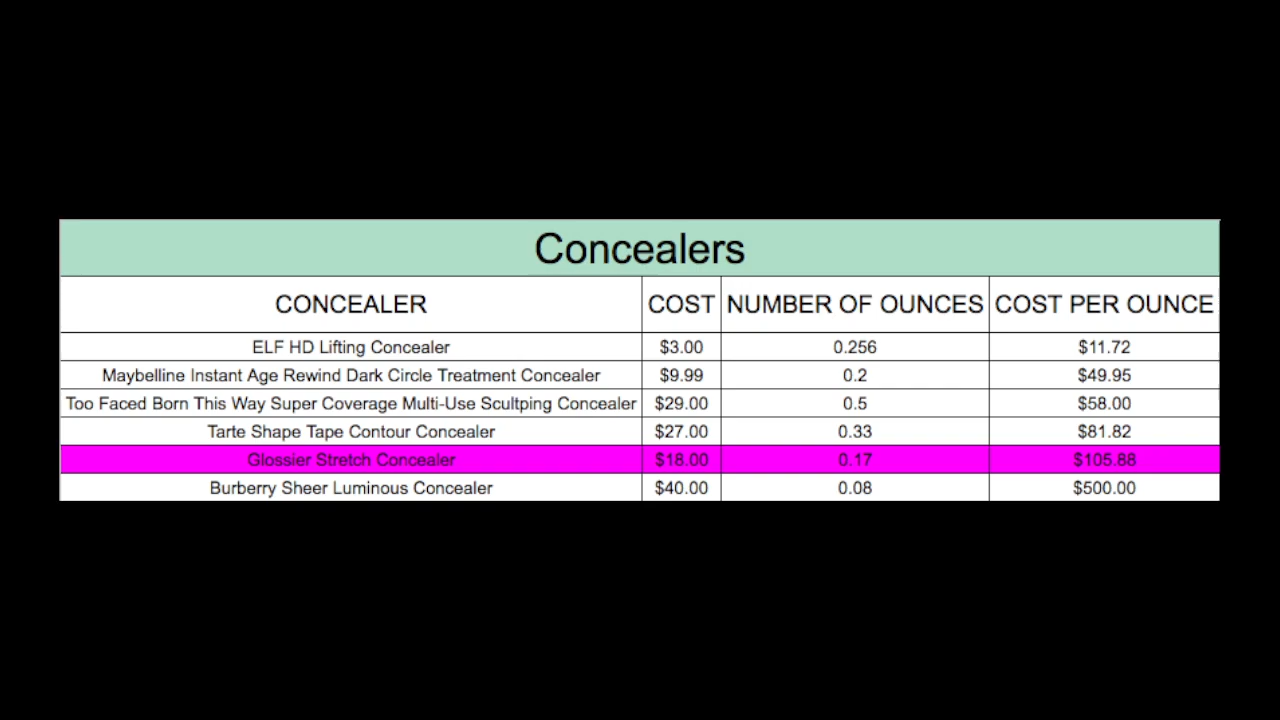 Concealers
CONCEALER COST NUMBER OF OUNCES COST PER OUNCE
ELF HD Lifting Concealer $3.00 0.256 $11.72
Maybelline Instant Age Rewind Dark Circle Treatment Concealer $9.99 0.2 $49.95
Too Faced Born This Way Super Coverage Multi-Use Scultping Concealer $29.00 0.5 $58.00
Tarte Shape Tape Contour Concealer $27.00 0.33 $81.82
Glossier Stretch Concealer $18.00 0.17 $105.88
Burberry Sheer Luminous Concealer $40.00 0.08 $500.00